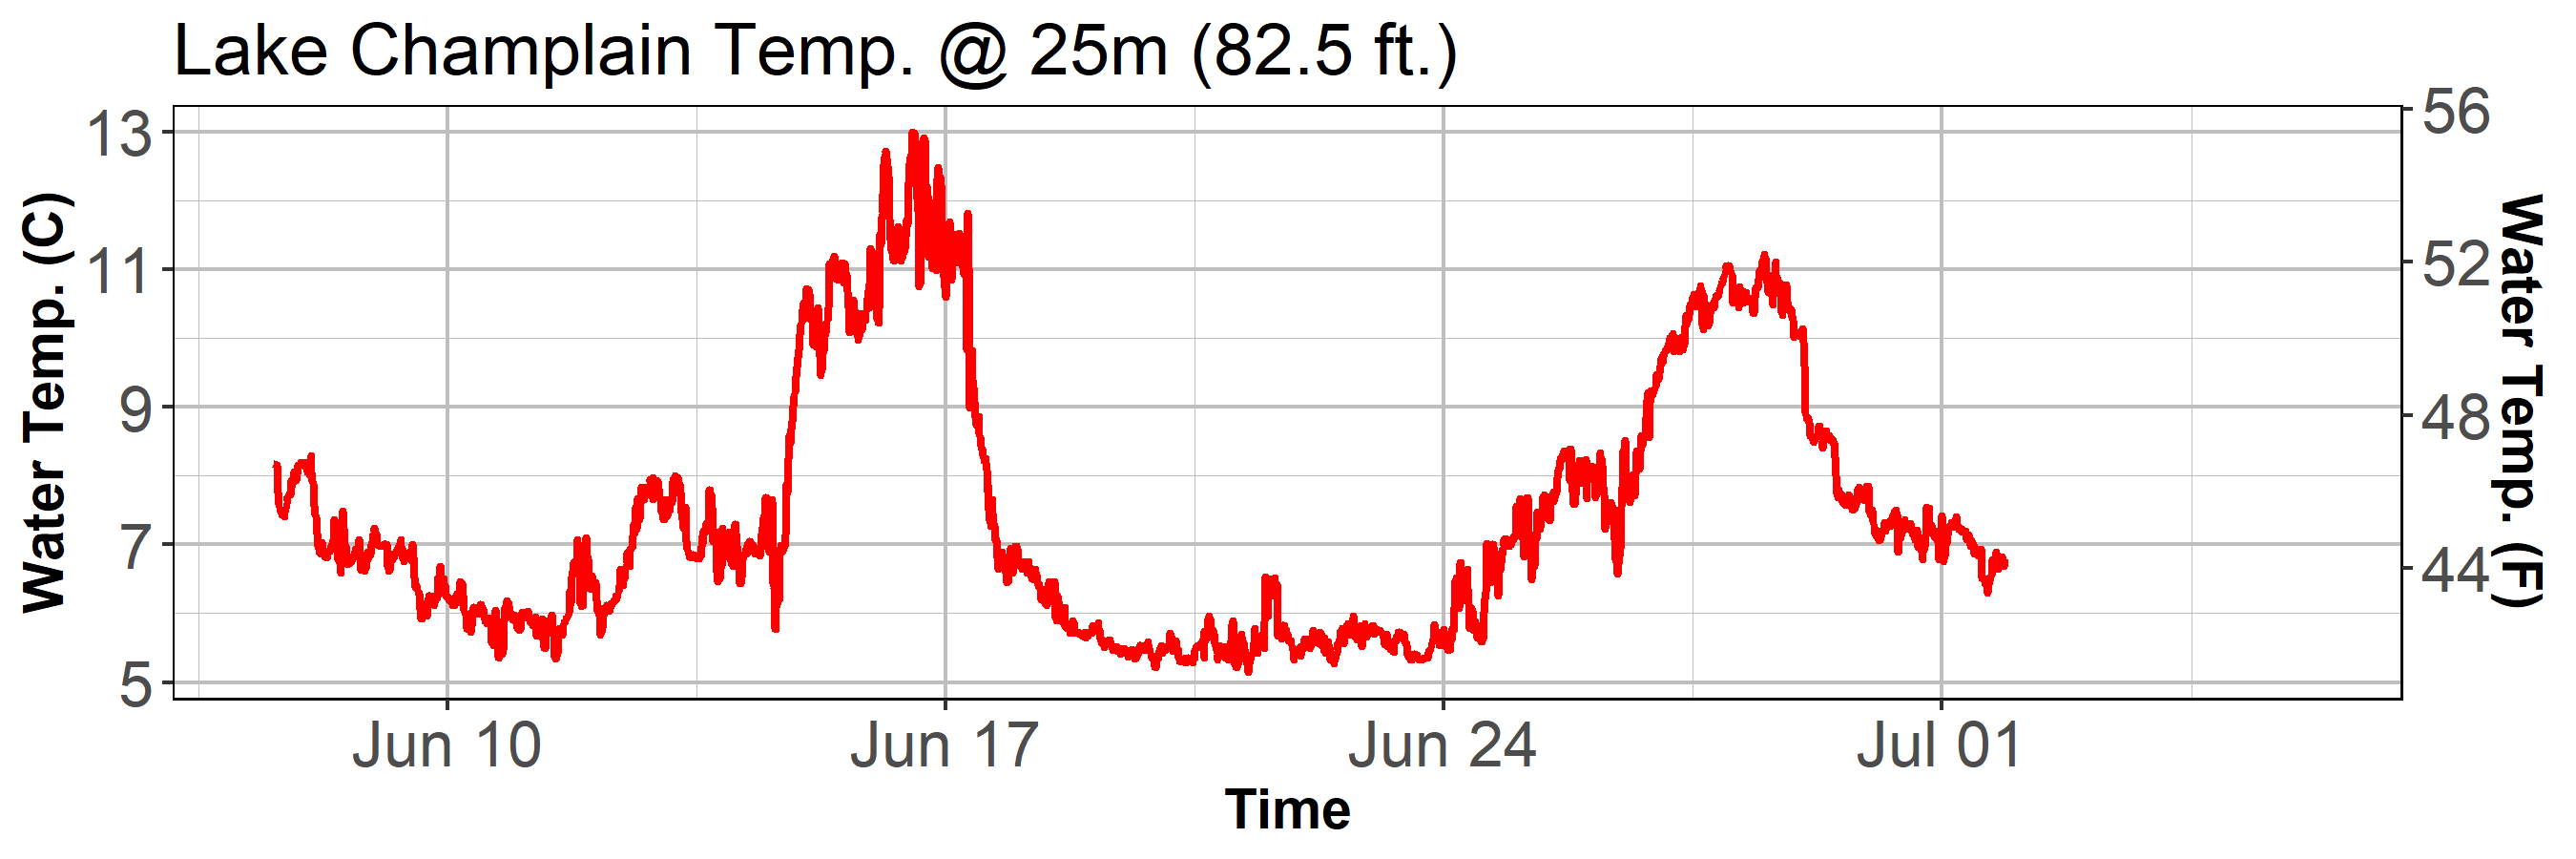 Lake Champlain Temp. @ 25m (82.5 ft.)
13
11
9
7
5
Water Temp. (C)
56
52
48
44
Water Temp. (F)
Jun 10
Jun 17
Jun 24
Jul 01
Time